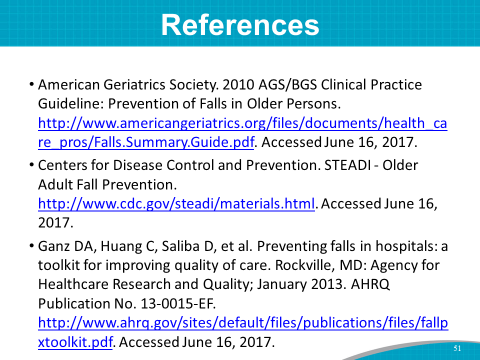 References
• American Geriatrics Society. 2010 AGS/BGS Clinical Practice
Guideline: Prevention of Falls in Older Persons.
http://www.americangeriatrics.org/files/documents/health_ca
re_pros/Falls.Summary.Guide.pdf. Accessed June 16, 2017.
• Centers for Disease Control and Prevention. STEADI - Older
Adult Fall Prevention.
http://www.cdc.gov/steadi/materials.html. Accessed June 16,
2017.
• Ganz DA, Huang C, Saliba D, et al. Preventing falls in hospitals: a
toolkit for improving quality of care. Rockville, MD: Agency for
Healthcare Research and Quality; January 2013. AHRQ
Publication No. 13-0015-EF.
http://www.ahrq.gov/sites/default/files/publications/files/fallp
xtoolkit.pdf. Accessed June 16, 2017.
51